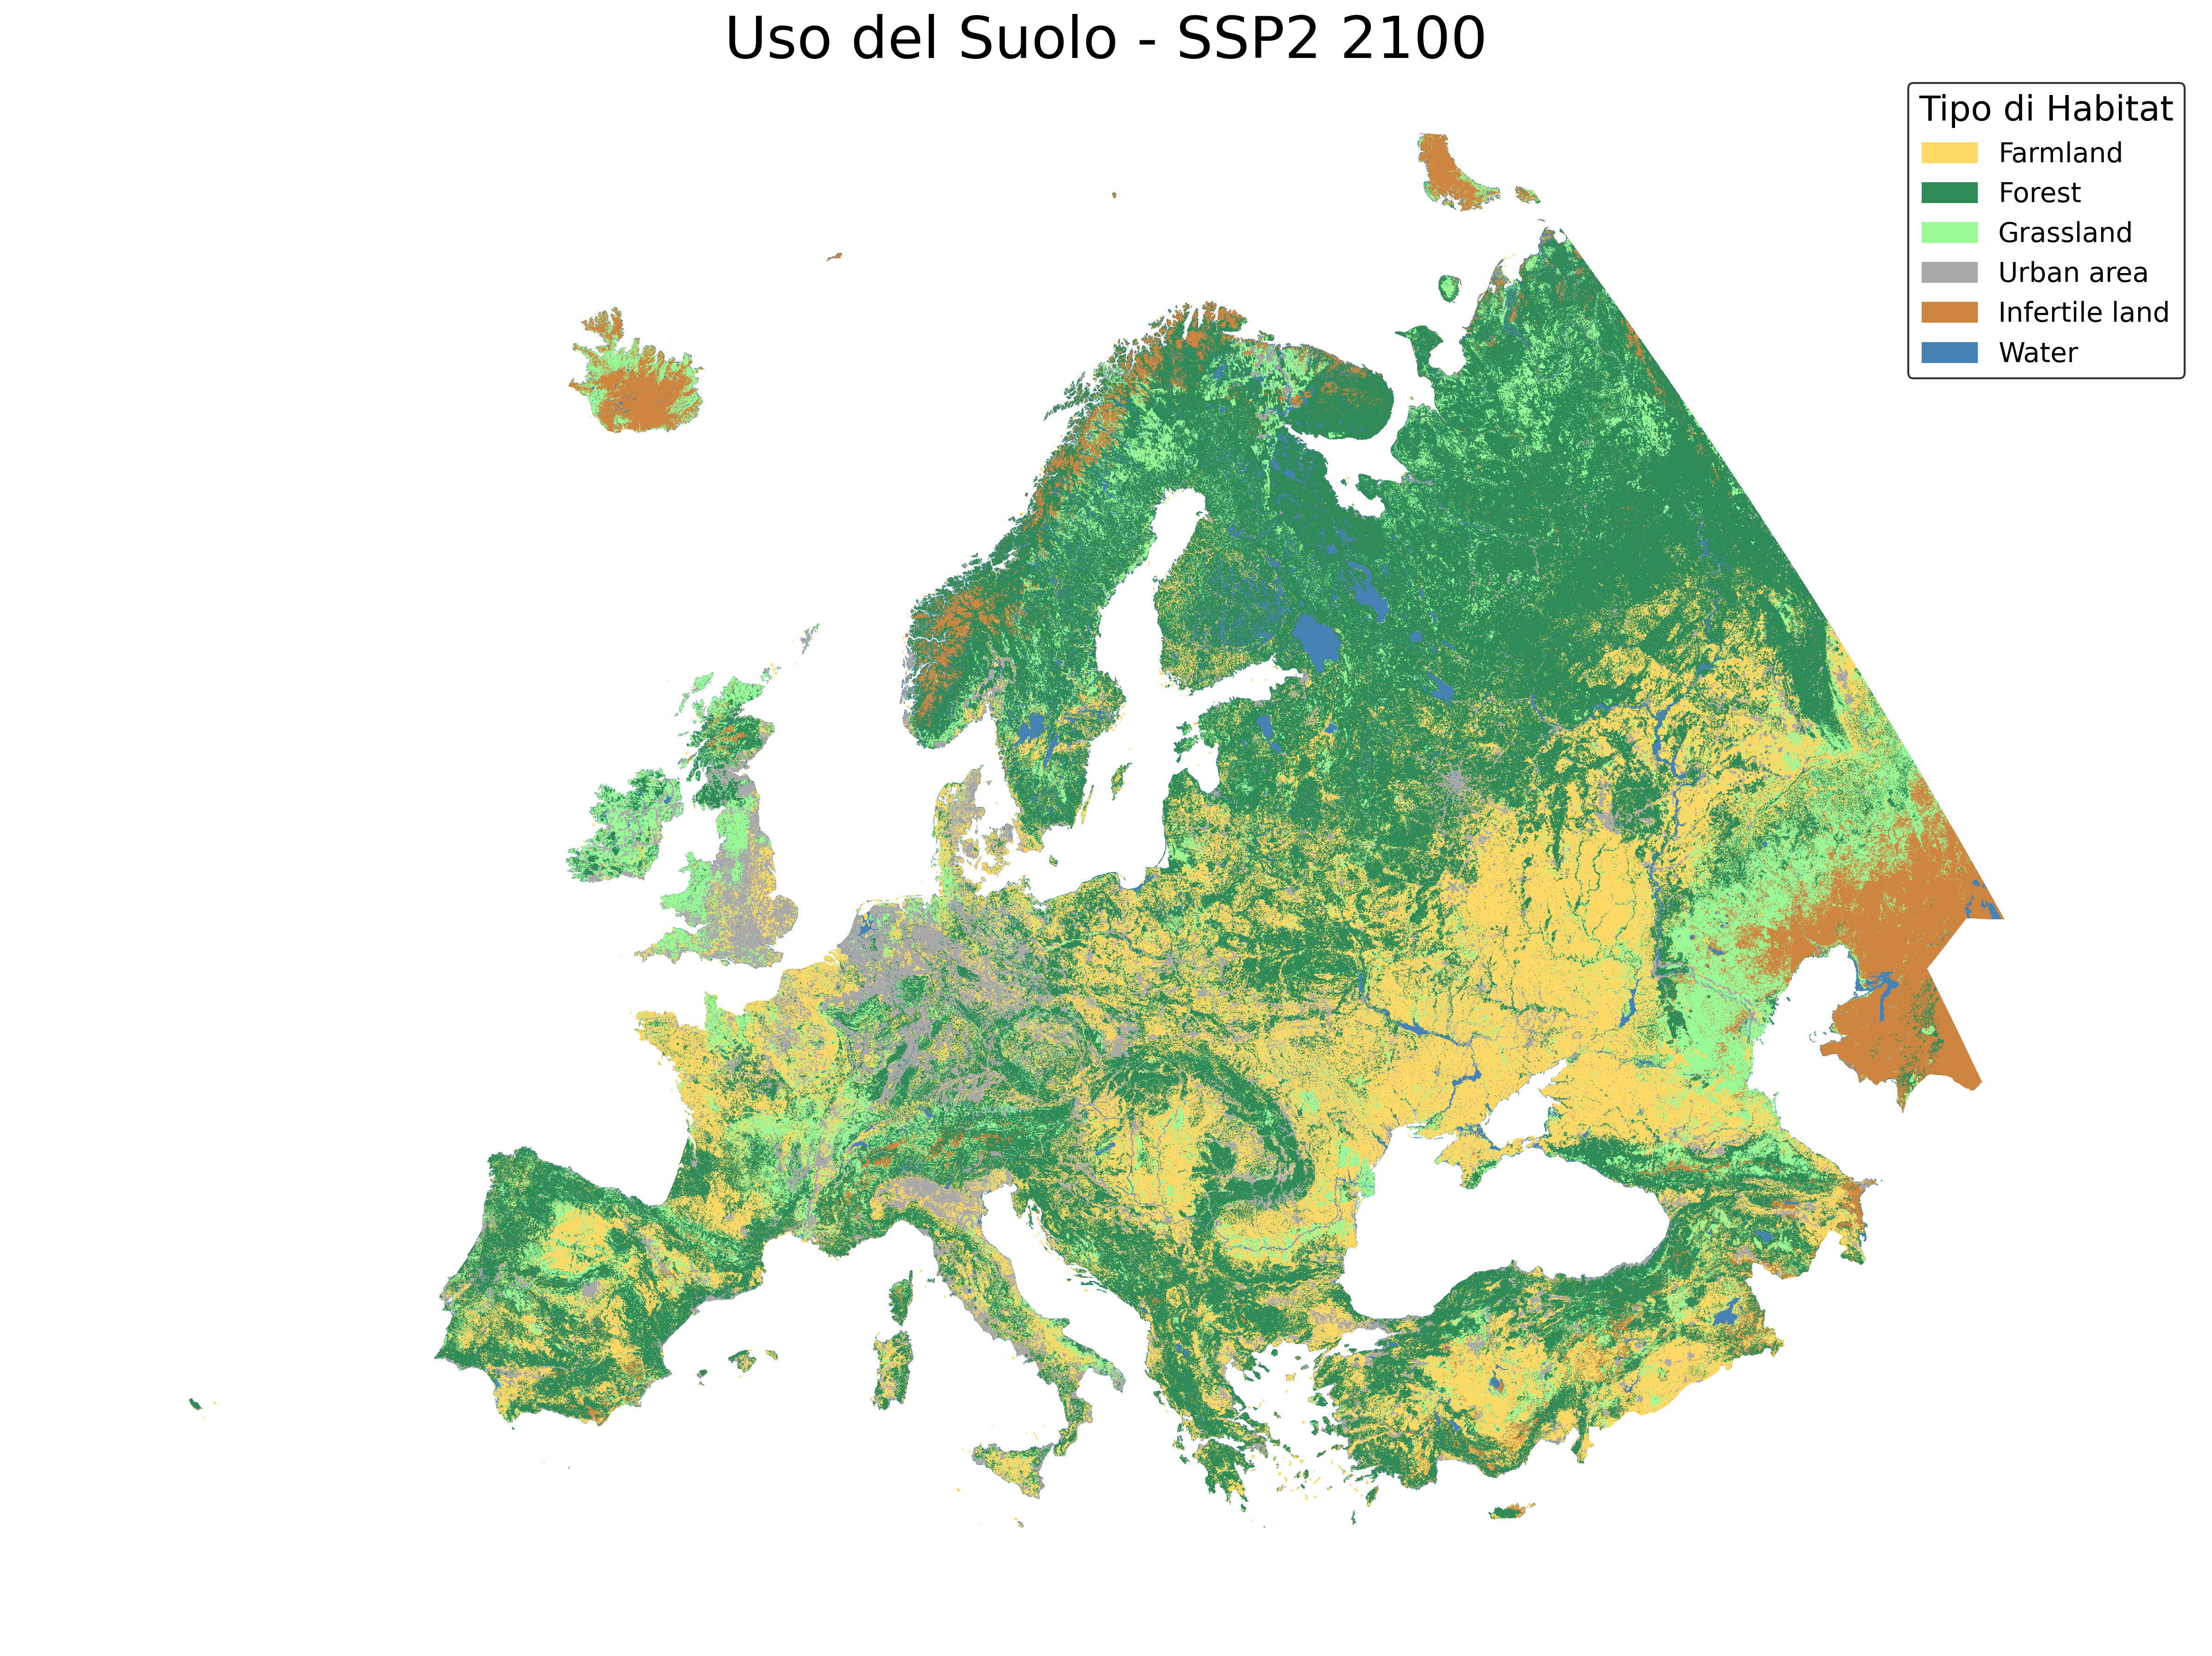 Uso del Suolo - SSP2 2100
Tipo di Habitat
Farmland
Forest
Grassland
Urban area
Infertile land
Water